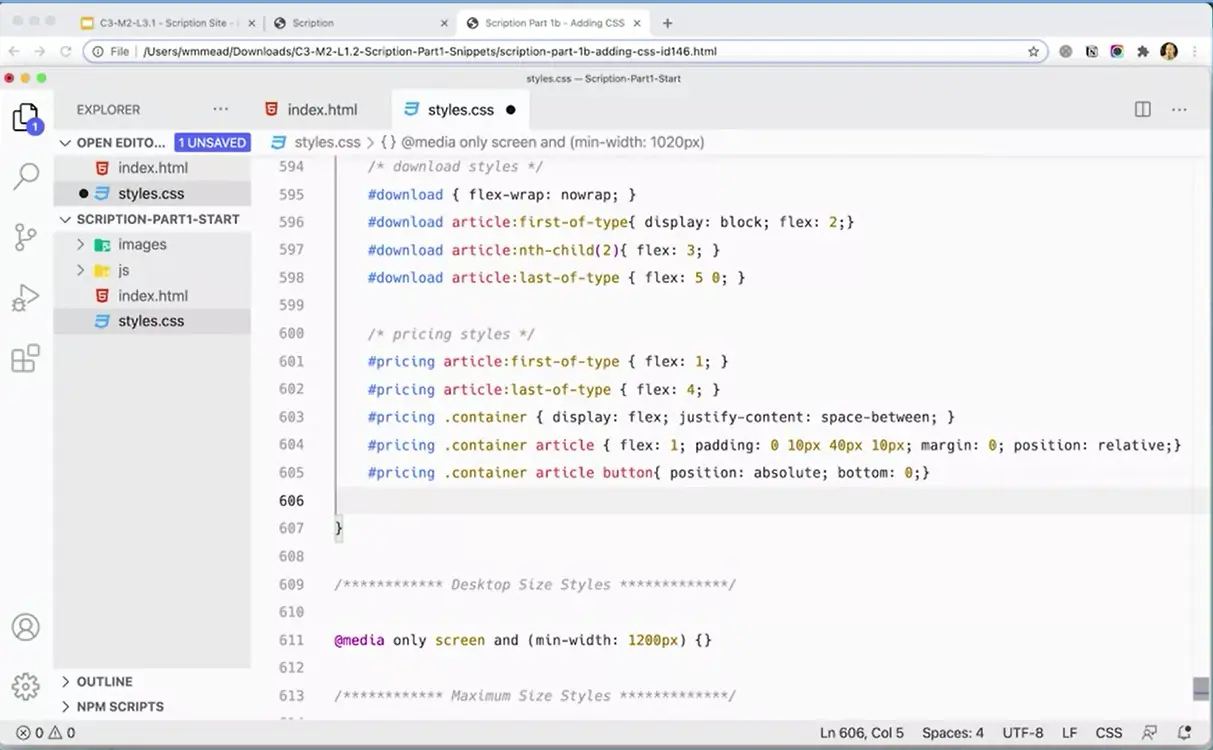 C3-M2-L3.1 - Scription Site -
Scription
Scription Part 1b - Adding CSS
File /Users/wmmead/Downloads/C3-M2-L1.2-Scription-Part1-Snippets/scription-part-1b-adding-css-id146.html
styles.css — Scription-Part1-Start
EXPLORER
index.html
styles.css
1
OPEN EDITO... 1 UNSAVED
styles.css > { } @media only screen and (min-width: 1020px)
index.html
styles.css
SCRIPTION-PART1-START
images
js
index.html
styles.css
OUTLINE
NPM SCRIPTS
594 /* download styles */
595 #download { flex-wrap: nowrap; }
596 #download article:first-of-type{ display: block; flex: 2;}
597 #download article:nth-child(2){ flex: 3; }
598 #download article:last-of-type { flex: 5 0; }
599
600 /* pricing styles */
601 #pricing article:first-of-type { flex: 1; }
602 #pricing article:last-of-type { flex: 4; }
603 #pricing .container { display: flex; justify-content: space-between; }
604 #pricing .container article { flex: 1; padding: 0 10px 40px 10px; margin: 0; position: relative;}
605 #pricing .container article button{ position: absolute; bottom: 0;}
606
607 }
608
609 /************ Desktop Size Styles *************/
610
611 @media only screen and (min-width: 1200px) {}
612
613 /************ Maximum Size Styles *************/
0 0
Ln 606, Col 5 Spaces: 4 UTF-8 LF CSS